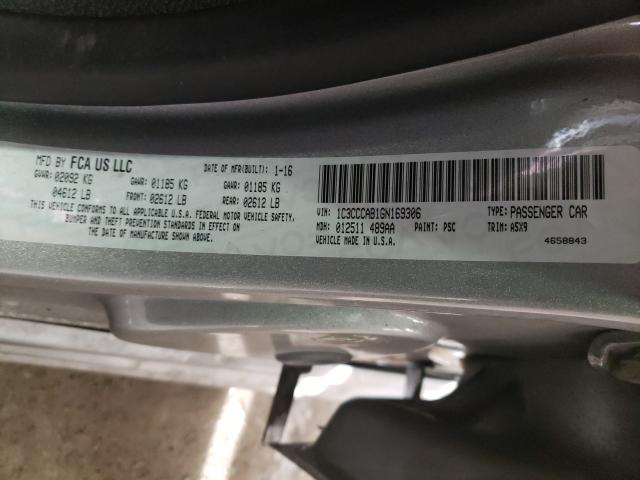 MFD BY FCA US LLC DATE OF MFR(BUILT): 1-16
GVWR: 02092 KG GAWR: 01185 KG GAWR: 01185 KG
04612 LB FRONT: 02612 LB REAR: 02612 LB
THIS VEHICLE CONFORMS TO ALL APPLICABLE U.S.A. FEDERAL MOTOR VEHICLE SAFETY,
BUMPER AND THEFT PREVENTION STANDARDS IN EFFECT ON
THE DATE OF MANUFACTURE SHOWN ABOVE.
VIN: 1C3CCCAB1GN169306 TYPE: PASSENGER CAR
MDH: 012511 489AA PAINT: PSC TRIM: A5X9
VEHICLE MADE IN U.S.A. 4658843